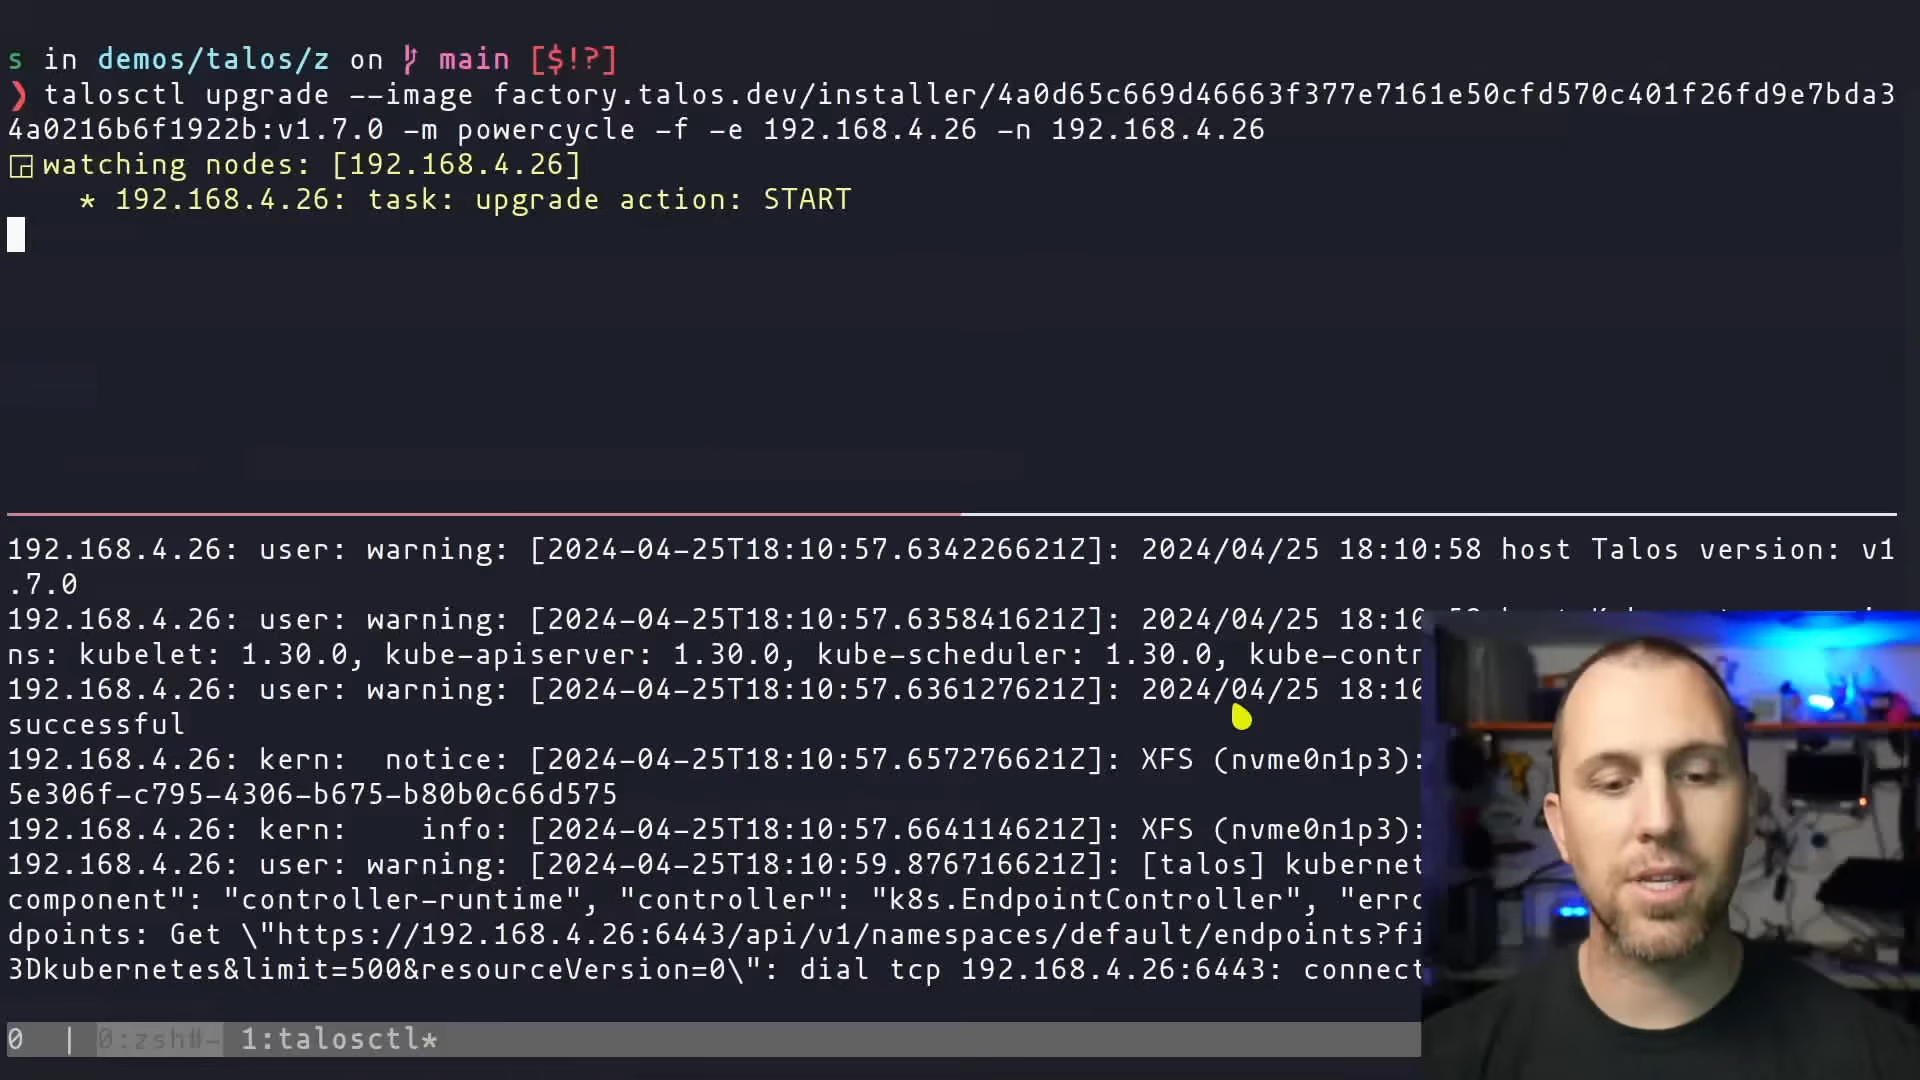 s in demos/talos/z on main [$!?]
❯ talosctl upgrade --image factory.talos.dev/installer/4a0d65c669d46663f377e7161e50cfd570c401f26fd9e7bda3
4a0216b6f1922b:v1.7.0 -m powercycle -f -e 192.168.4.26 -n 192.168.4.26
watching nodes: [192.168.4.26]
* 192.168.4.26: task: upgrade action: START
192.168.4.26: user: warning: [2024-04-25T18:10:57.634226621Z]: 2024/04/25 18:10:58 host Talos version: v1
.7.0
192.168.4.26: user: warning: [2024-04-25T18:10:57.635841621Z]: 2024/04/25 18:10
ns: kubelet: 1.30.0, kube-apiserver: 1.30.0, kube-scheduler: 1.30.0, kube-contr
192.168.4.26: user: warning: [2024-04-25T18:10:57.636127621Z]: 2024/04/25 18:10
successful
192.168.4.26: kern: notice: [2024-04-25T18:10:57.657276621Z]: XFS (nvme0n1p3):
5e306f-c795-4306-b675-b80b0c66d575
192.168.4.26: kern: info: [2024-04-25T18:10:57.664114621Z]: XFS (nvme0n1p3):
192.168.4.26: user: warning: [2024-04-25T18:10:59.876716621Z]: [talos] kubernet
component": "controller-runtime", "controller": "k8s.EndpointController", "erro
dpoints: Get \"https://192.168.4.26:6443/api/v1/namespaces/default/endpoints?fi
3Dkubernetes&limit=500&resourceVersion=0\": dial tcp 192.168.4.26:6443: connect
0 | 0:zsh#- 1:talosctl*